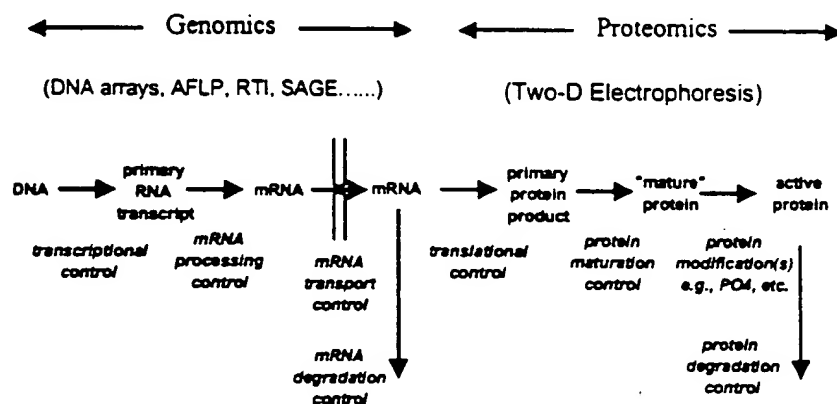 Genomics Proteomics
(DNA arrays, AFLP, RTI, SAGE......) (Two-D Electrophoresis)
DNA
primary
RNA
transcript
mRNA
mRNA
primary
protein
product
"mature"
protein
active
protein
transcriptional
control
mRNA
processing
control
mRNA
transport
control
translational
control
protein
maturation
control
protein
modification(s)
e.g., PO4, etc.
mRNA
degradation
control
protein
degradation
control